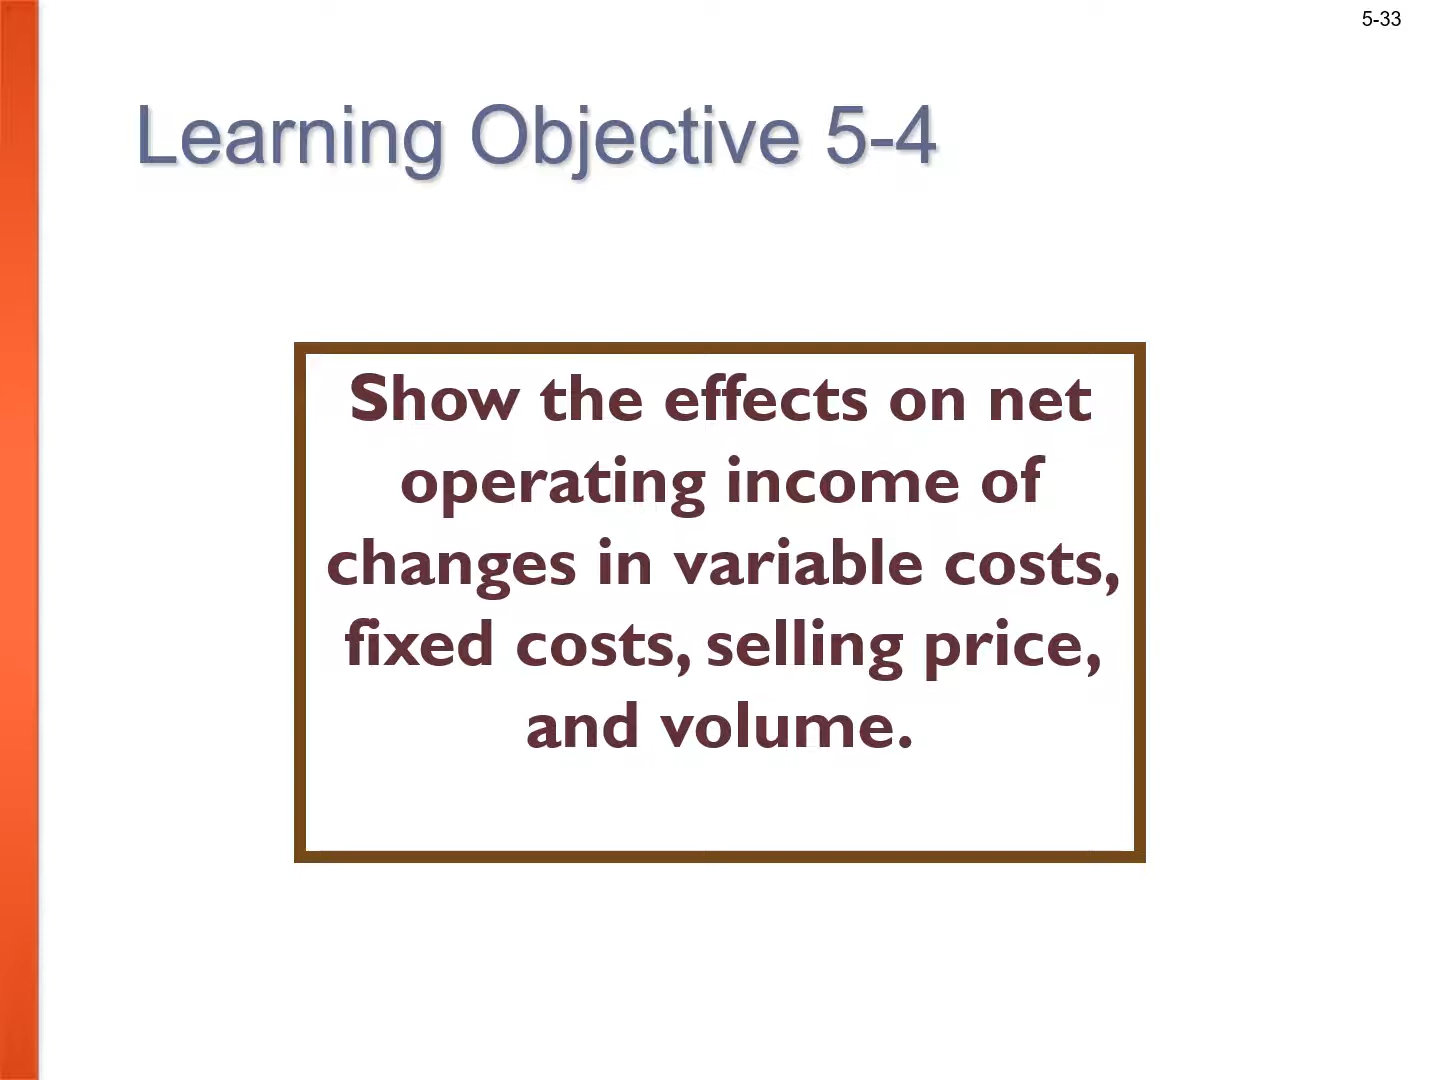 5-33
Learning Objective 5-4
Show the effects on net
operating income of
changes in variable costs,
fixed costs, selling price,
and volume.